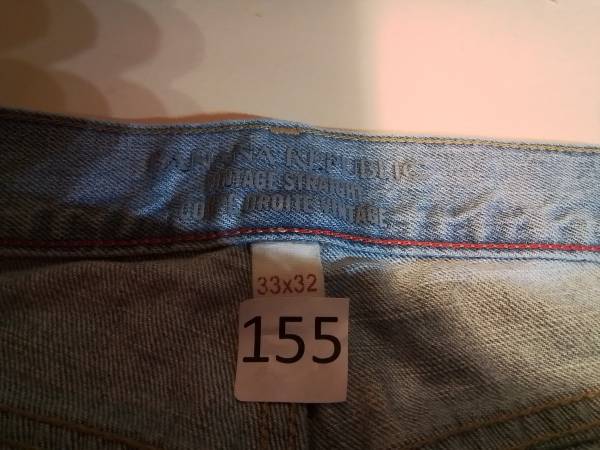 BANANA REPUBLIC
VINTAGE STRAIGHT
COUPE DROITE VINTAGE
33x32
155